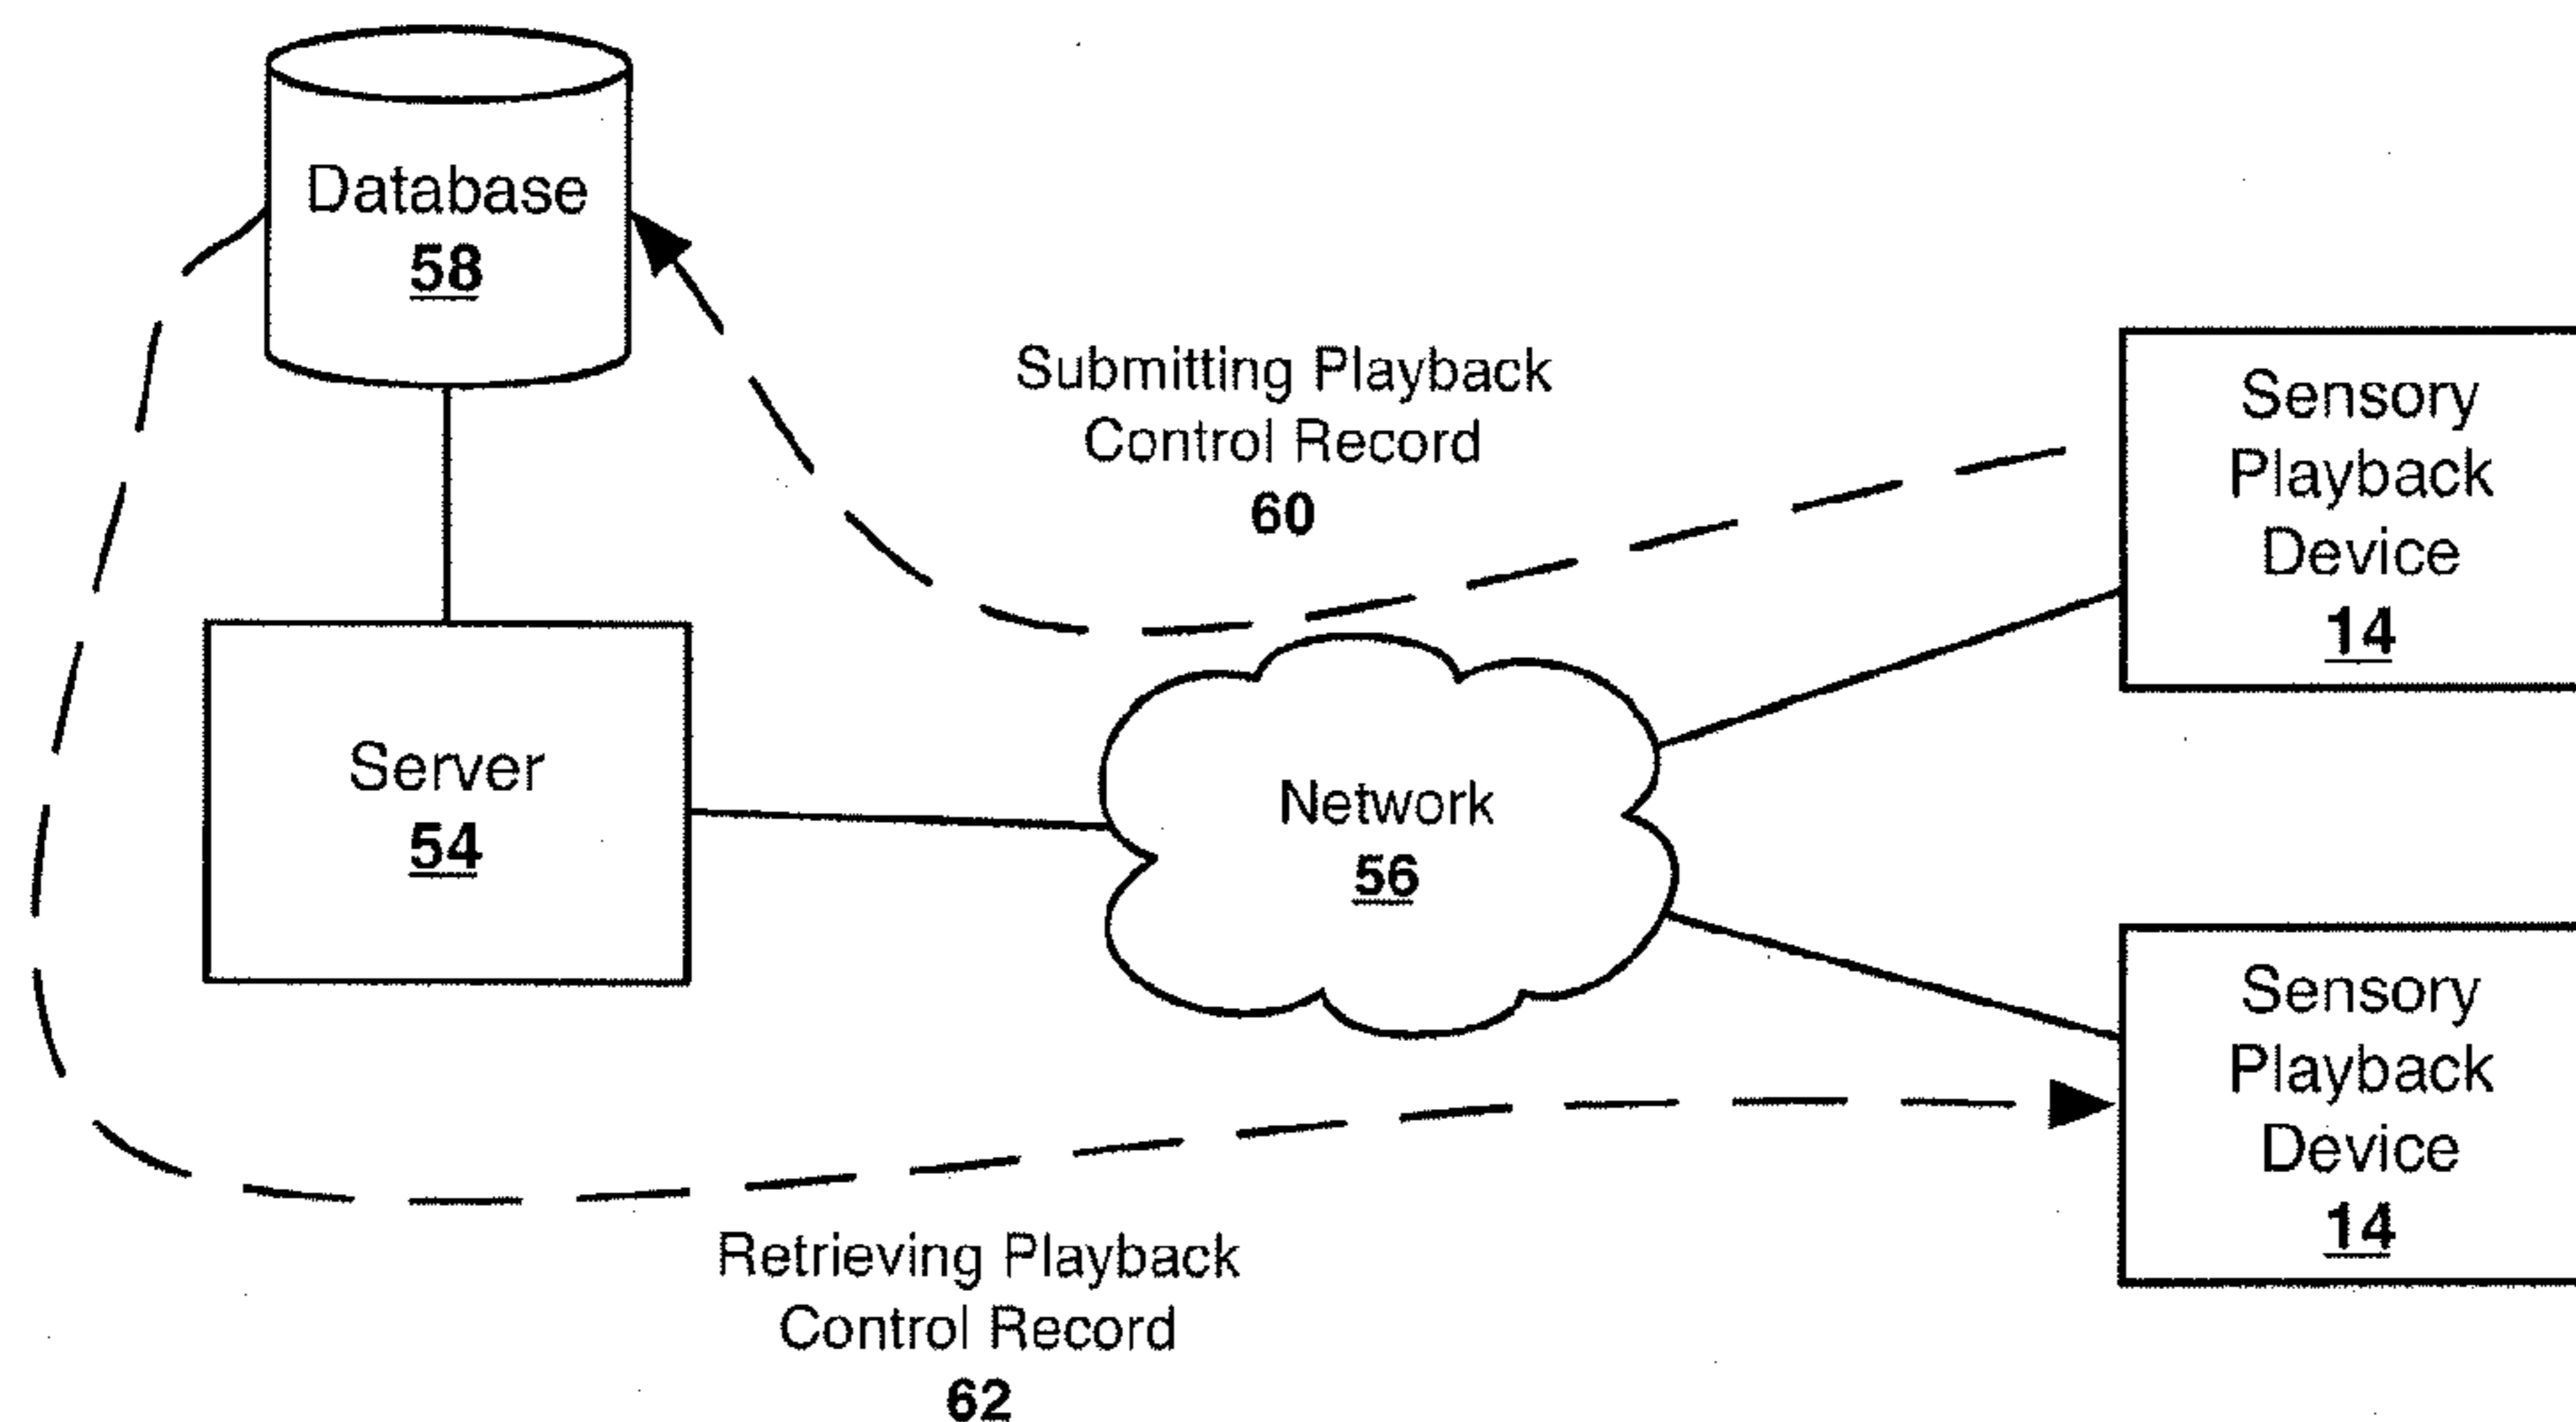 Database
58
Submitting Playback
Control Record
60
Sensory
Playback
Device
14
Server
54
Network
56
Sensory
Playback
Device
14
Retrieving Playback
Control Record
62